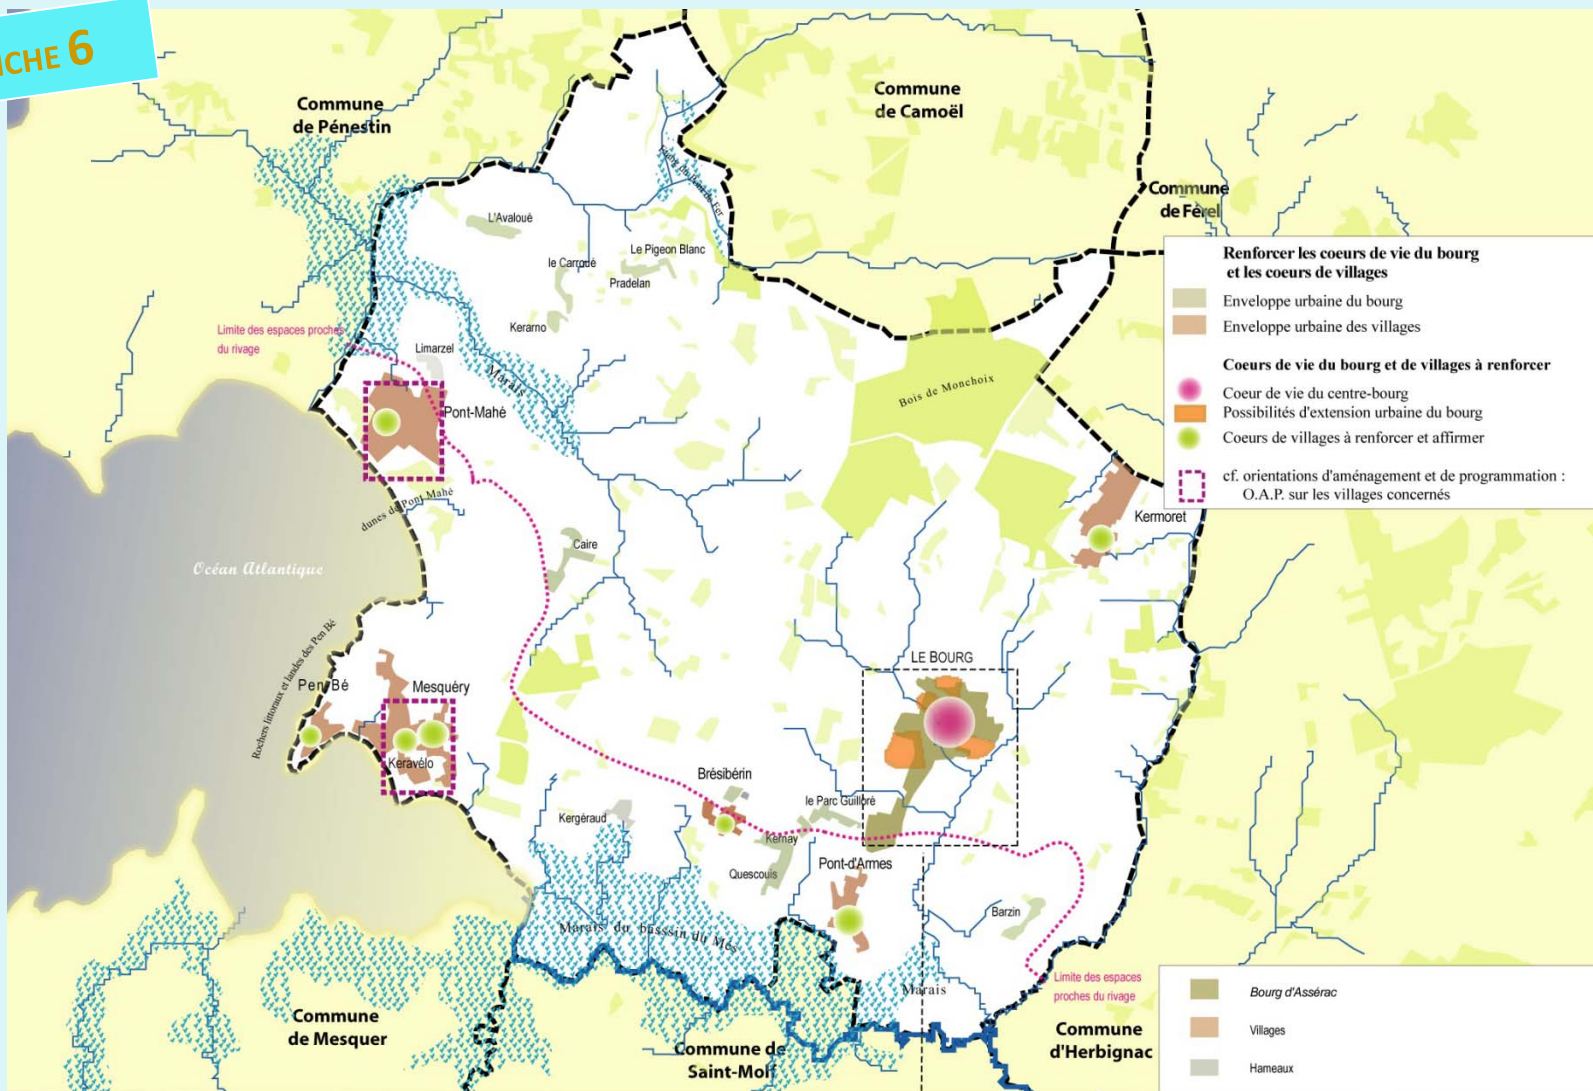 6
Commune
de Pénestin
Commune
de Camoël
Commune
de Férel
L'Avaloué
le Carroué
Le Pigeon Blanc
Pradelan
Kerarno
Limite des espaces proches
du rivage
Limarzel
Marais
Pont-Mahé
Bois de Monchoix
dunes de Pont-Mahé
Kermoret
Caire
Océan Atlantique
Rochers littoraux et landes des Pen Bé
Pen Bé
Mesquéry
Keravélo
LE BOURG
Brésibérin
le Parc Guilloré
Kergéraud
Kernay
Quescouis
Pont-d'Armes
Barzin
Marais du basssin du Mès
Marais
Limite des espaces
proches du rivage
Commune
de Mesquer
Commune de
Saint-Molf
Commune
d'Herbignac
Renforcer les coeurs de vie du bourg
et les coeurs de villages
Enveloppe urbaine du bourg
Enveloppe urbaine des villages
Coeurs de vie du bourg et de villages à renforcer
Coeur de vie du centre-bourg
Possibilités d'extension urbaine du bourg
Coeurs de villages à renforcer et affirmer
cf. orientations d'aménagement et de programmation :
O.A.P. sur les villages concernés
Bourg d'Assérac
Villages
Hameaux